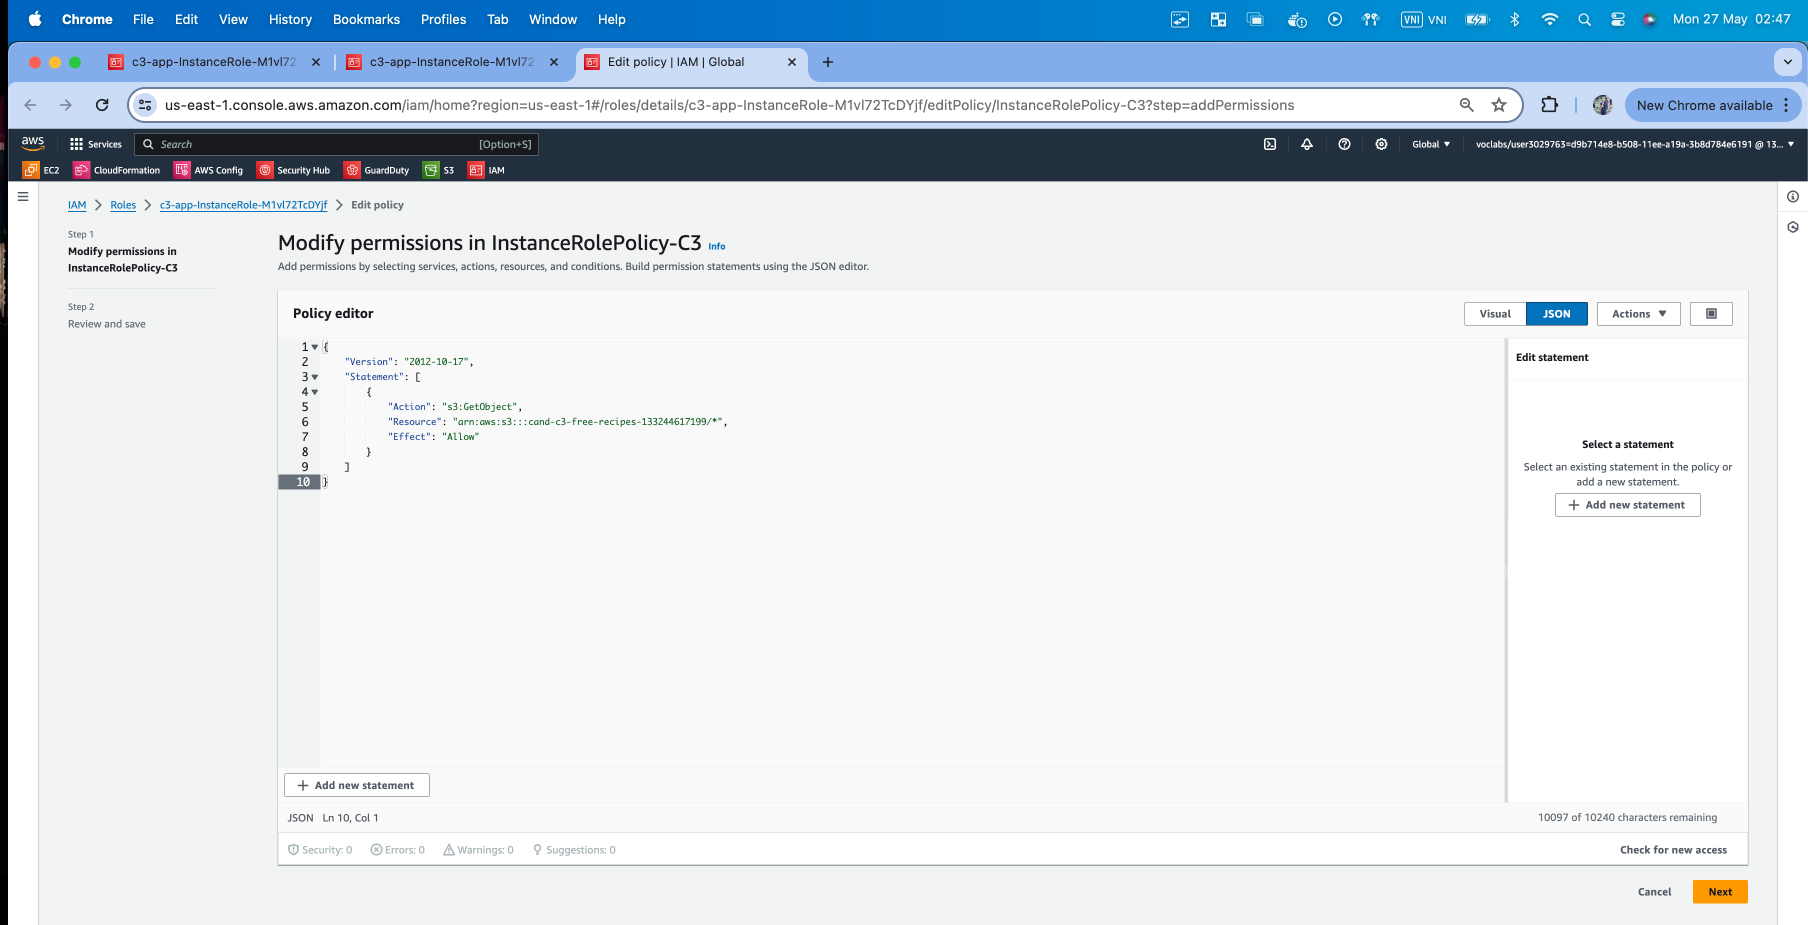 Chrome File Edit View History Bookmarks Profiles Tab Window Help VNI VNI Mon 27 May 02:47
c3-app-InstanceRole-M1vl72 c3-app-InstanceRole-M1vl72 Edit policy | IAM | Global
us-east-1.console.aws.amazon.com/iam/home?region=us-east-1#/roles/details/c3-app-InstanceRole-M1vl72TcDYjf/editPolicy/InstanceRolePolicy-C3?step=addPermissions New Chrome available
aws Services Search [Option+S] Global voclabs/user3029763=d9b714e8-b508-11ee-a19a-3b8d784e6191 @ 13...
EC2 CloudFormation AWS Config Security Hub GuardDuty S3 IAM
IAM > Roles > c3-app-InstanceRole-M1vl72TcDYjf > Edit policy
Step 1
Modify permissions in
InstanceRolePolicy-C3
Step 2
Review and save
Modify permissions in InstanceRolePolicy-C3 Info
Add permissions by selecting services, actions, resources, and conditions. Build permission statements using the JSON editor.
Policy editor Visual JSON Actions
1 {
2 "Version": "2012-10-17",
3 "Statement": [
4 {
5 "Action": "s3:GetObject",
6 "Resource": "arn:aws:s3:::cand-c3-free-recipes-133244617199/*",
7 "Effect": "Allow"
8 }
9 ]
10 }
Edit statement
Select a statement
Select an existing statement in the policy or
add a new statement.
+ Add new statement
+ Add new statement
JSON Ln 10, Col 1 10097 of 10240 characters remaining
Security: 0 Errors: 0 Warnings: 0 Suggestions: 0 Check for new access
Cancel Next